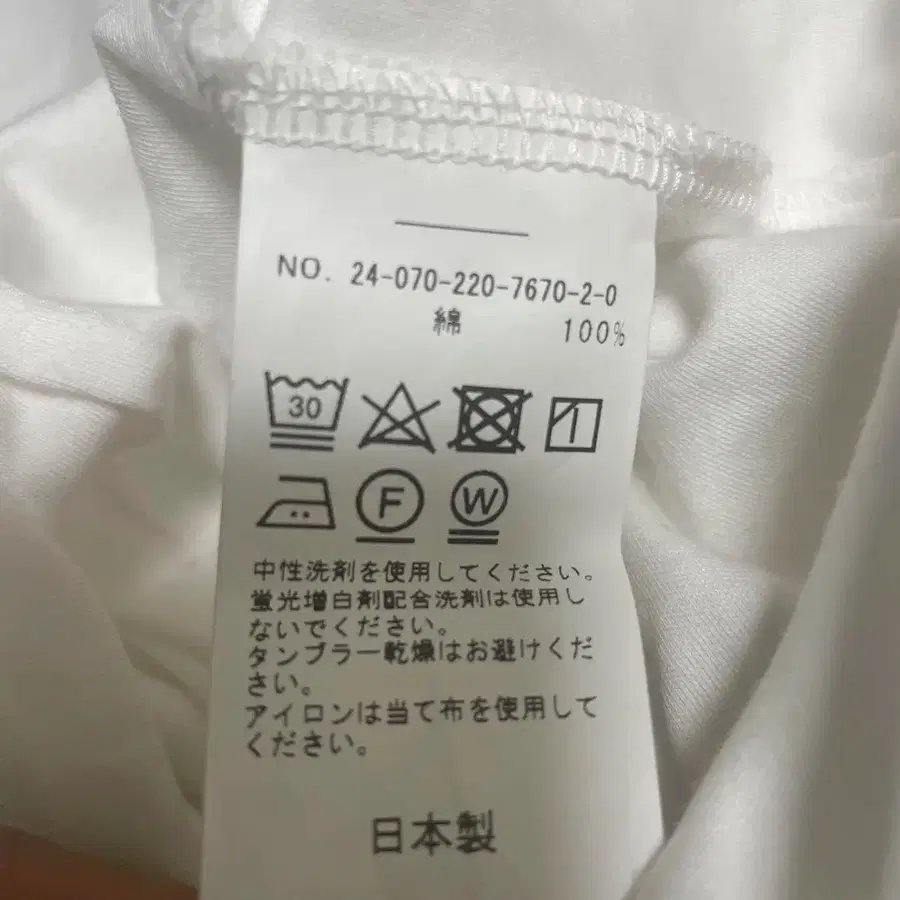 NO. 24-070-220-7670-2-0
綿 100%
30
F W
中性洗剤を使用してください。
蛍光増白剤配合洗剤は使用し
ないでください。
タンブラー乾燥はお避けくだ
さい。
アイロンは当て布を使用して
ください。
日本製